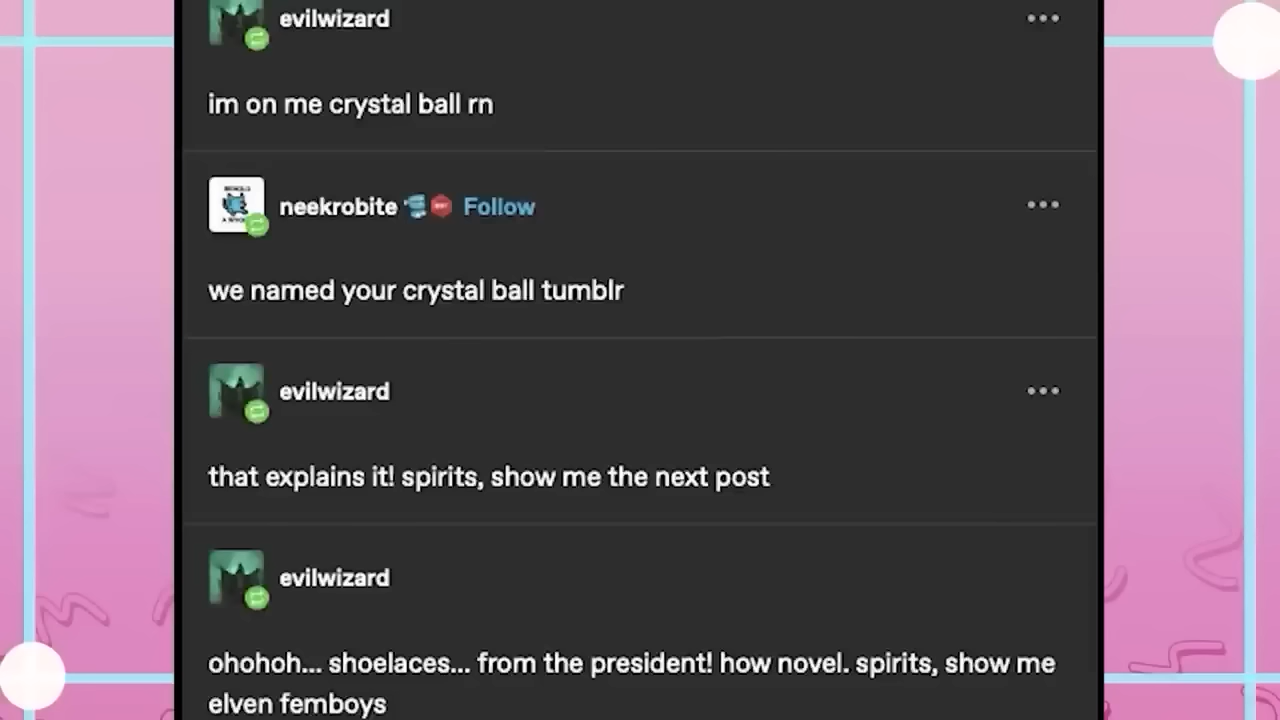 evilwizard
im on me crystal ball rn
neekrobite Follow
we named your crystal ball tumblr
evilwizard
that explains it! spirits, show me the next post
evilwizard
ohohoh... shoelaces... from the president! how novel. spirits, show me
elven femboys